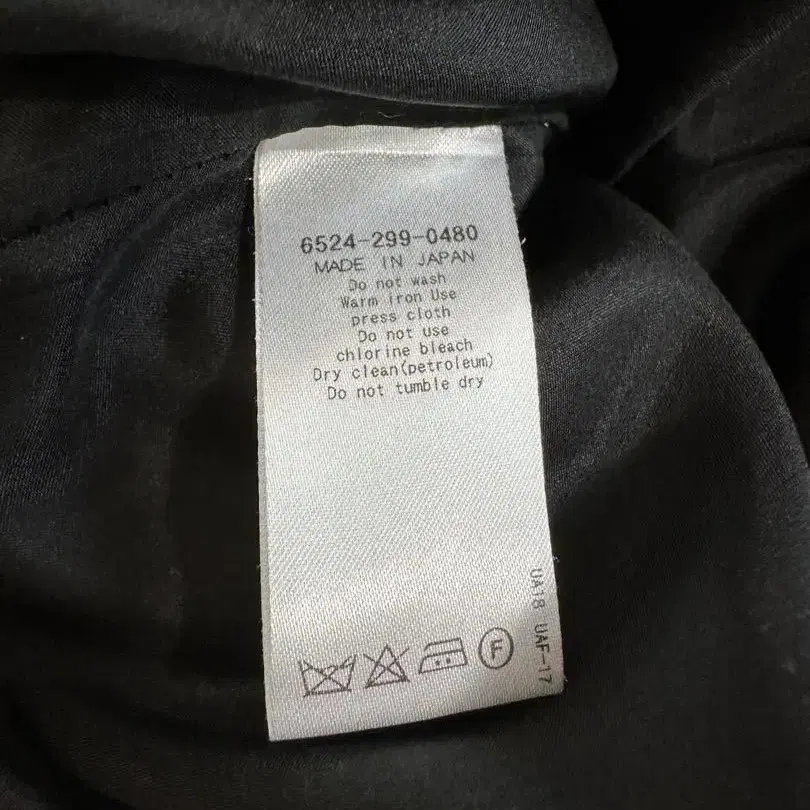 6524-299-0480
MADE IN JAPAN
Do not wash
Warm iron Use
press cloth
Do not use
chlorine bleach
Dry clean(petroleum)
Do not tumble dry
UA18 UAF-17
F